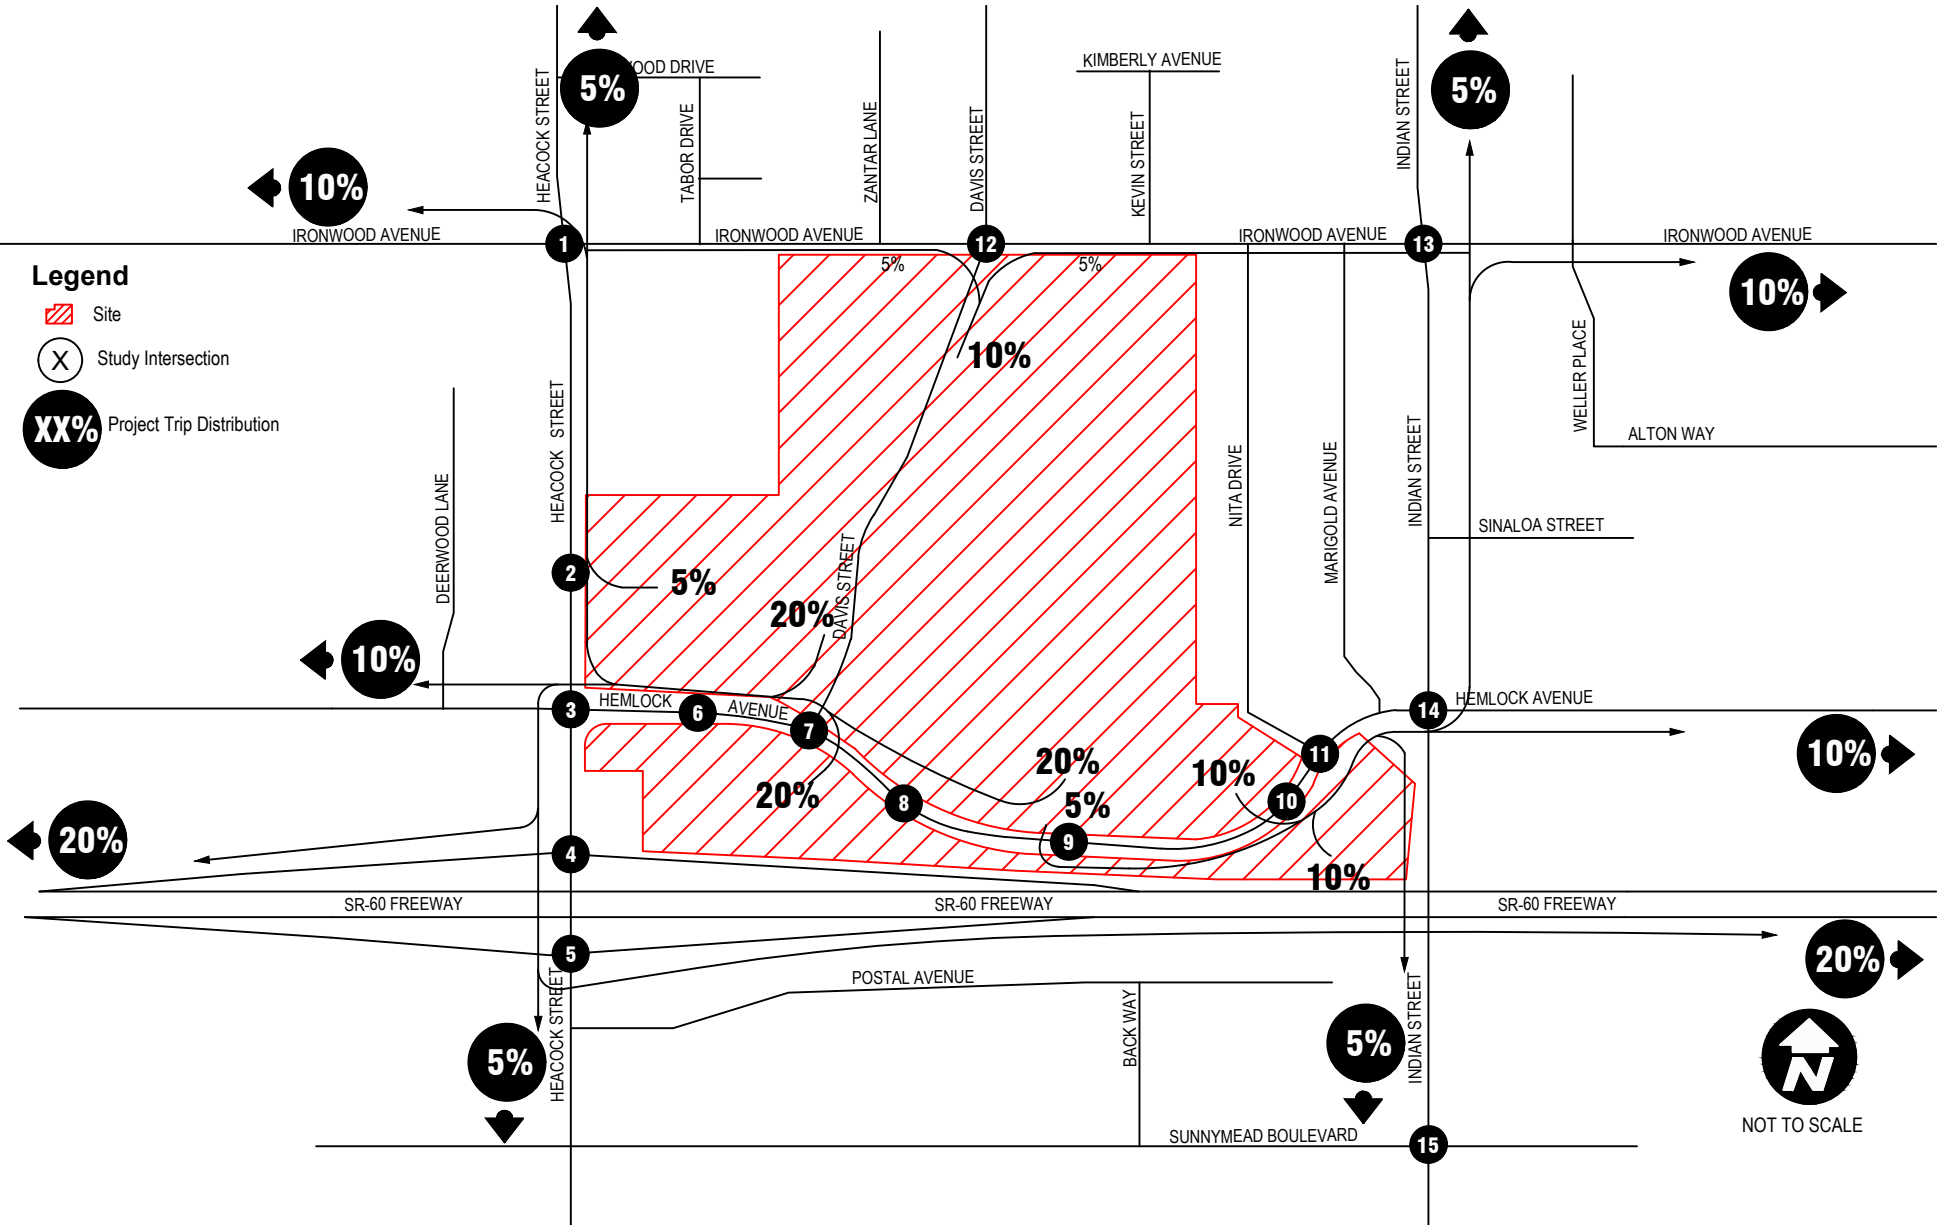 5%
OOD DRIVE
HEACOCK STREET
TABOR DRIVE
ZANTAR LANE
DAVIS STREET
KIMBERLY AVENUE
KEVIN STREET
INDIAN STREET
5%
10%
IRONWOOD AVENUE
1
IRONWOOD AVENUE
12
IRONWOOD AVENUE
13
IRONWOOD AVENUE
5%
5%
10%
Legend
Site
X
Study Intersection
XX%
Project Trip Distribution
10%
WELLER PLACE
ALTON WAY
HEACOCK STREET
DEERWOOD LANE
NITA DRIVE
MARIGOLD AVENUE
INDIAN STREET
SINALOA STREET
2
5%
20%
DAVIS STREET
10%
3
HEMLOCK
6
AVENUE
7
14
HEMLOCK AVENUE
11
10%
20%
20%
10%
8
5%
10
9
20%
4
10%
SR-60 FREEWAY
SR-60 FREEWAY
SR-60 FREEWAY
5
20%
POSTAL AVENUE
HEACOCK STREET
BACK WAY
INDIAN STREET
5%
5%
N
NOT TO SCALE
SUNNYMEAD BOULEVARD
15